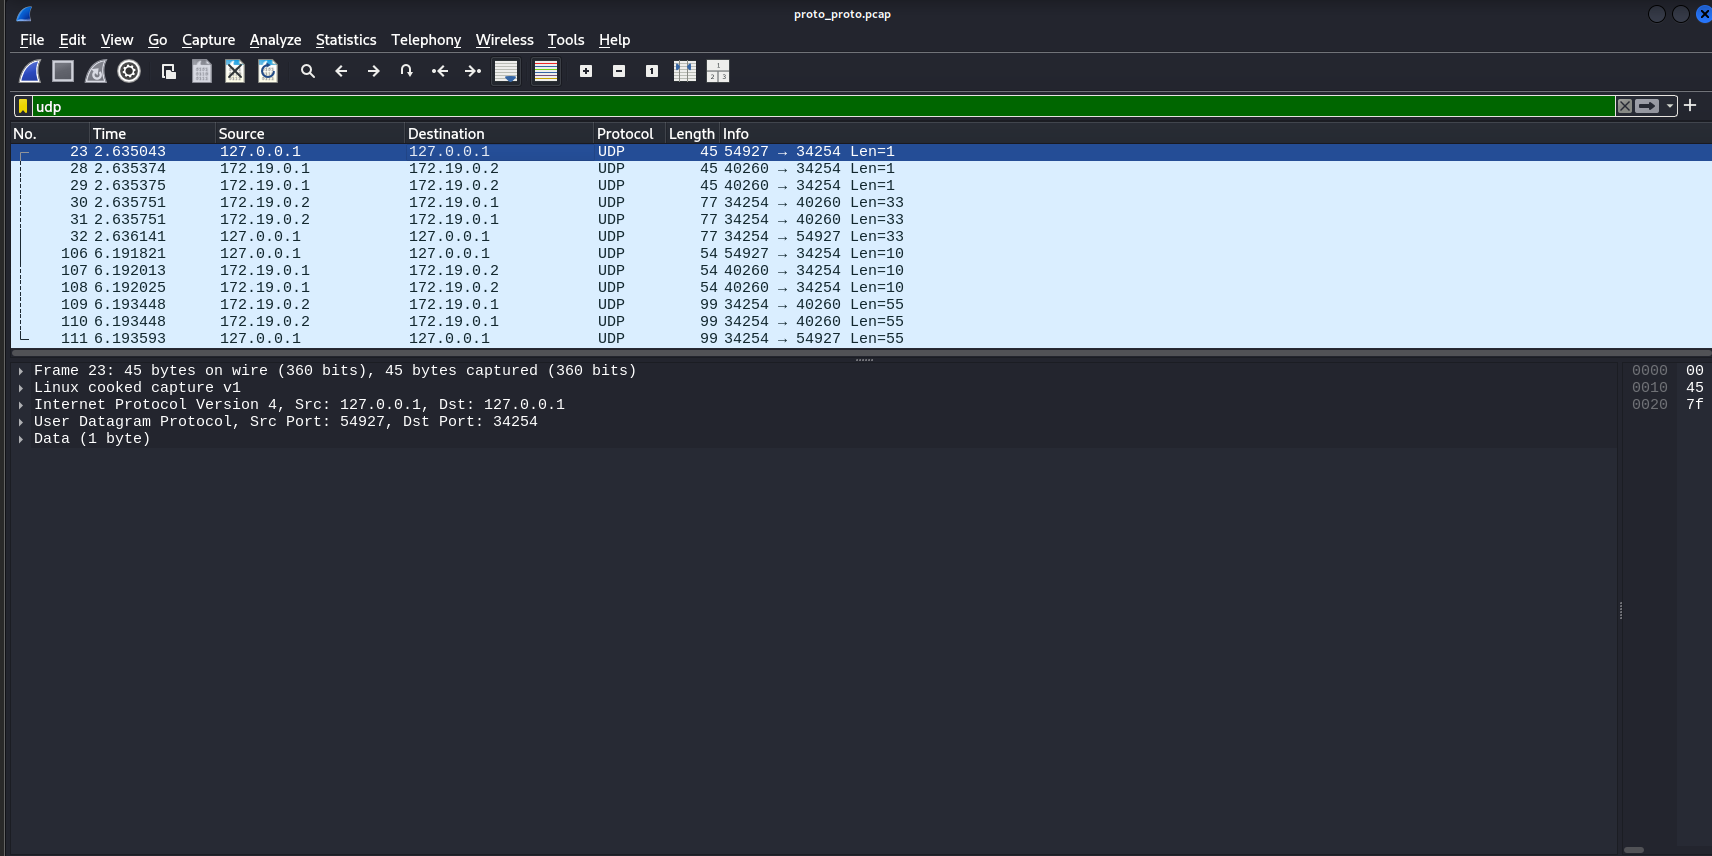 proto_proto.pcap
File Edit View Go Capture Analyze Statistics Telephony Wireless Tools Help
udp
No. Time Source Destination Protocol Length Info
23 2.635043 127.0.0.1 127.0.0.1 UDP 45 54927 → 34254 Len=1
28 2.635374 172.19.0.1 172.19.0.2 UDP 45 40260 → 34254 Len=1
29 2.635375 172.19.0.1 172.19.0.2 UDP 45 40260 → 34254 Len=1
30 2.635751 172.19.0.2 172.19.0.1 UDP 77 34254 → 40260 Len=33
31 2.635751 172.19.0.2 172.19.0.1 UDP 77 34254 → 40260 Len=33
32 2.636141 127.0.0.1 127.0.0.1 UDP 77 34254 → 54927 Len=33
106 6.191821 127.0.0.1 127.0.0.1 UDP 54 54927 → 34254 Len=10
107 6.192013 172.19.0.1 172.19.0.2 UDP 54 40260 → 34254 Len=10
108 6.192025 172.19.0.1 172.19.0.2 UDP 54 40260 → 34254 Len=10
109 6.193448 172.19.0.2 172.19.0.1 UDP 99 34254 → 40260 Len=55
110 6.193448 172.19.0.2 172.19.0.1 UDP 99 34254 → 40260 Len=55
111 6.193593 127.0.0.1 127.0.0.1 UDP 99 34254 → 54927 Len=55
Frame 23: 45 bytes on wire (360 bits), 45 bytes captured (360 bits)
Linux cooked capture v1
Internet Protocol Version 4, Src: 127.0.0.1, Dst: 127.0.0.1
User Datagram Protocol, Src Port: 54927, Dst Port: 34254
Data (1 byte)
0000 00
0010 45
0020 7f